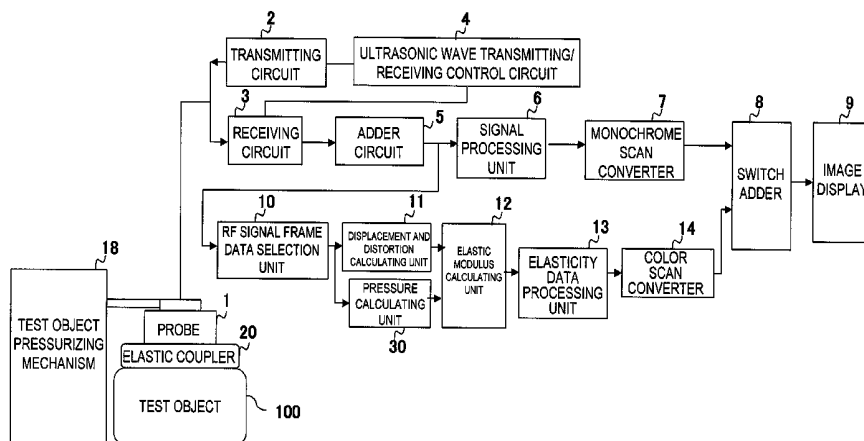 2
TRANSMITTING
CIRCUIT
4
ULTRASONIC WAVE TRANSMITTING/
RECEIVING CONTROL CIRCUIT
3
RECEIVING
CIRCUIT
5
ADDER
CIRCUIT
6
SIGNAL
PROCESSING
UNIT
7
MONOCHROME
SCAN
CONVERTER
8
SWITCH
ADDER
9
IMAGE
DISPLAY
10
RF SIGNAL FRAME
DATA SELECTION
UNIT
11
DISPLACEMENT AND
DISTORTION
CALCULATING UNIT
12
ELASTIC
MODULUS
CALCULATING
UNIT
13
ELASTICITY
DATA
PROCESSING
UNIT
14
COLOR
SCAN
CONVERTER
PRESSURE
CALCULATING
UNIT
30
18
TEST OBJECT
PRESSURIZING
MECHANISM
1
PROBE
20
ELASTIC COUPLER
TEST OBJECT
100